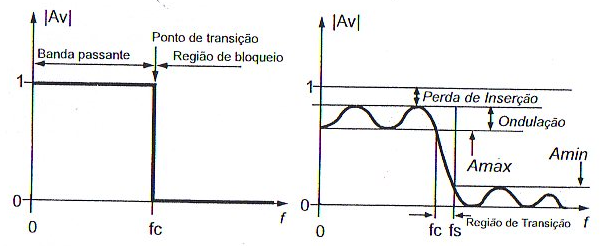 |Av|
Ponto de transição
Banda passante
Região de bloqueio
1
0
0
fc
f
|Av|
1
Perda de Inserção
Ondulação
Amax
Amin
0
0
fc
fs
Região de Transição
f